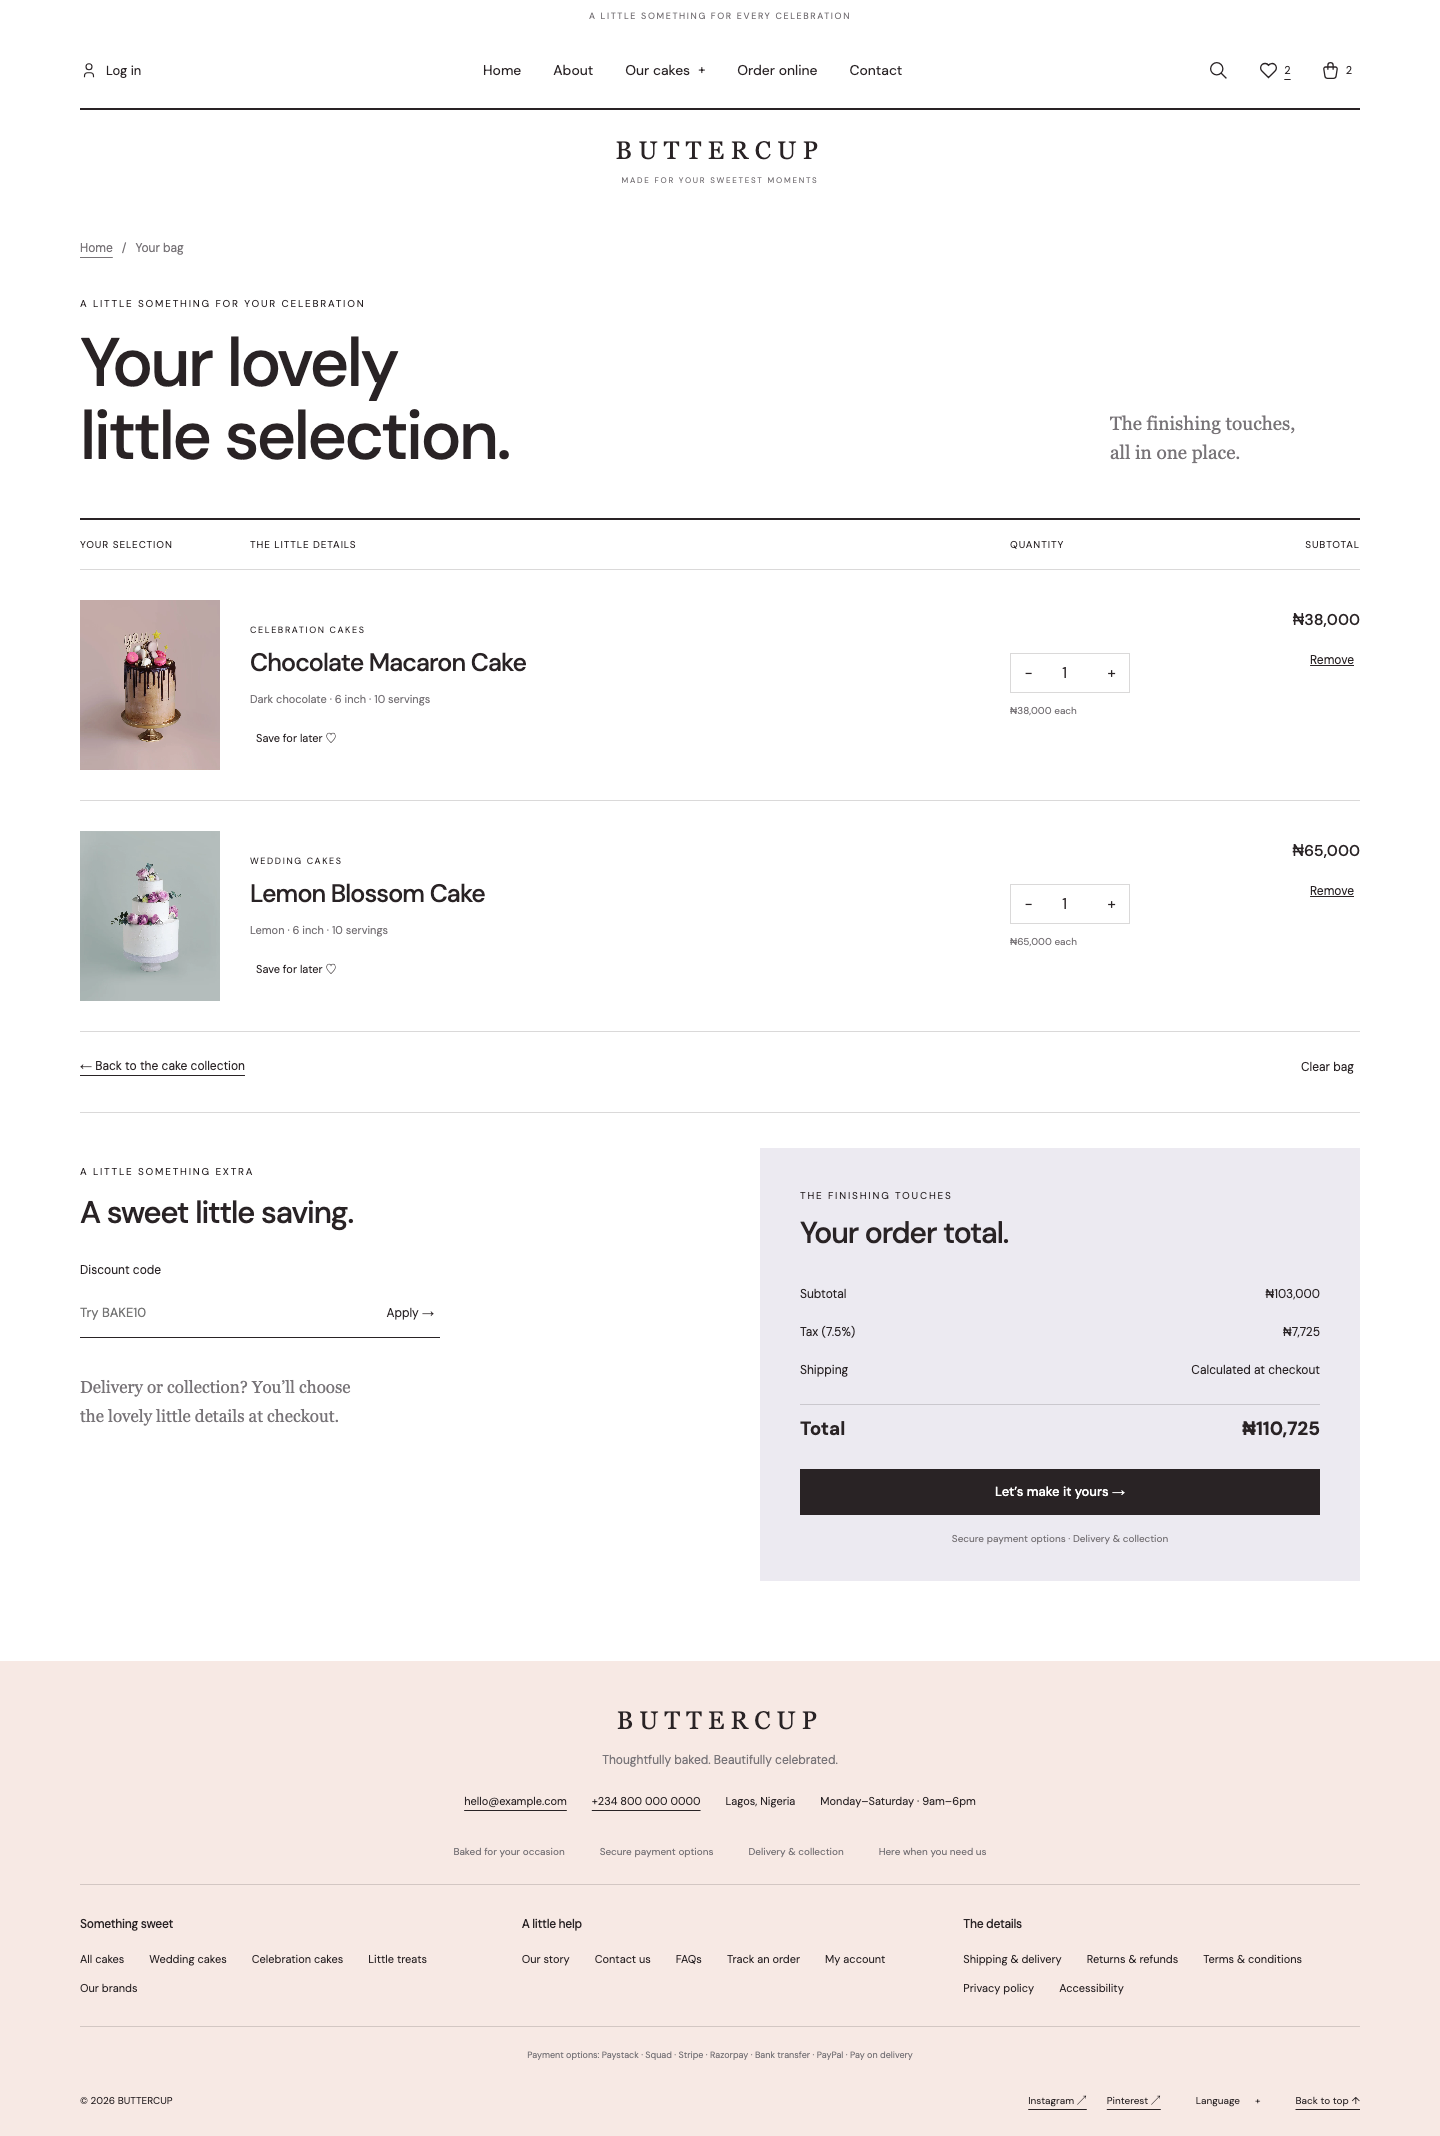 A LITTLE SOMETHING FOR EVERY CELEBRATION
Log in
Home About Our cakes + Order online Contact
2 2
BUTTERCUP
MADE FOR YOUR SWEETEST MOMENTS
Home / Your bag
A LITTLE SOMETHING FOR YOUR CELEBRATION
Your lovely
little selection.
The finishing touches,
all in one place.
YOUR SELECTION THE LITTLE DETAILS QUANTITY SUBTOTAL
CELEBRATION CAKES
Chocolate Macaron Cake
Dark chocolate · 6 inch · 10 servings
Save for later ♡
− 1 +
₦38,000 each
₦38,000
Remove
WEDDING CAKES
Lemon Blossom Cake
Lemon · 6 inch · 10 servings
Save for later ♡
− 1 +
₦65,000 each
₦65,000
Remove
← Back to the cake collection
Clear bag
A LITTLE SOMETHING EXTRA
A sweet little saving.
Discount code
Try BAKE10 Apply →
Delivery or collection? You’ll choose
the lovely little details at checkout.
THE FINISHING TOUCHES
Your order total.
Subtotal ₦103,000
Tax (7.5%) ₦7,725
Shipping Calculated at checkout
Total ₦110,725
Let’s make it yours →
Secure payment options · Delivery & collection
BUTTERCUP
Thoughtfully baked. Beautifully celebrated.
hello@example.com +234 800 000 0000 Lagos, Nigeria Monday–Saturday · 9am–6pm
Baked for your occasion Secure payment options Delivery & collection Here when you need us
Something sweet
All cakes Wedding cakes Celebration cakes Little treats
Our brands
A little help
Our story Contact us FAQs Track an order My account
The details
Shipping & delivery Returns & refunds Terms & conditions
Privacy policy Accessibility
Payment options: Paystack · Squad · Stripe · Razorpay · Bank transfer · PayPal · Pay on delivery
© 2026 BUTTERCUP
Instagram ↗ Pinterest ↗ Language + Back to top ↑